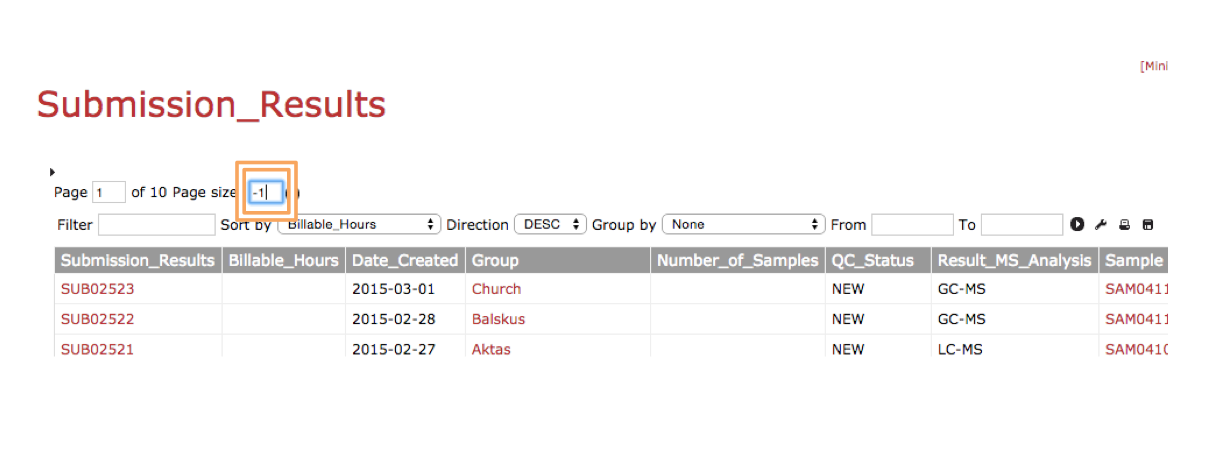 [Mini
Submission_Results
Page 1 of 10 Page size -1
Filter Sort by Billable_Hours Direction DESC Group by None From To
Submission_Results Billable_Hours Date_Created Group Number_of_Samples QC_Status Result_MS_Analysis Sample
SUB02523 2015-03-01 Church NEW GC-MS SAM0411
SUB02522 2015-02-28 Balskus NEW GC-MS SAM0411
SUB02521 2015-02-27 Aktas NEW LC-MS SAM0410